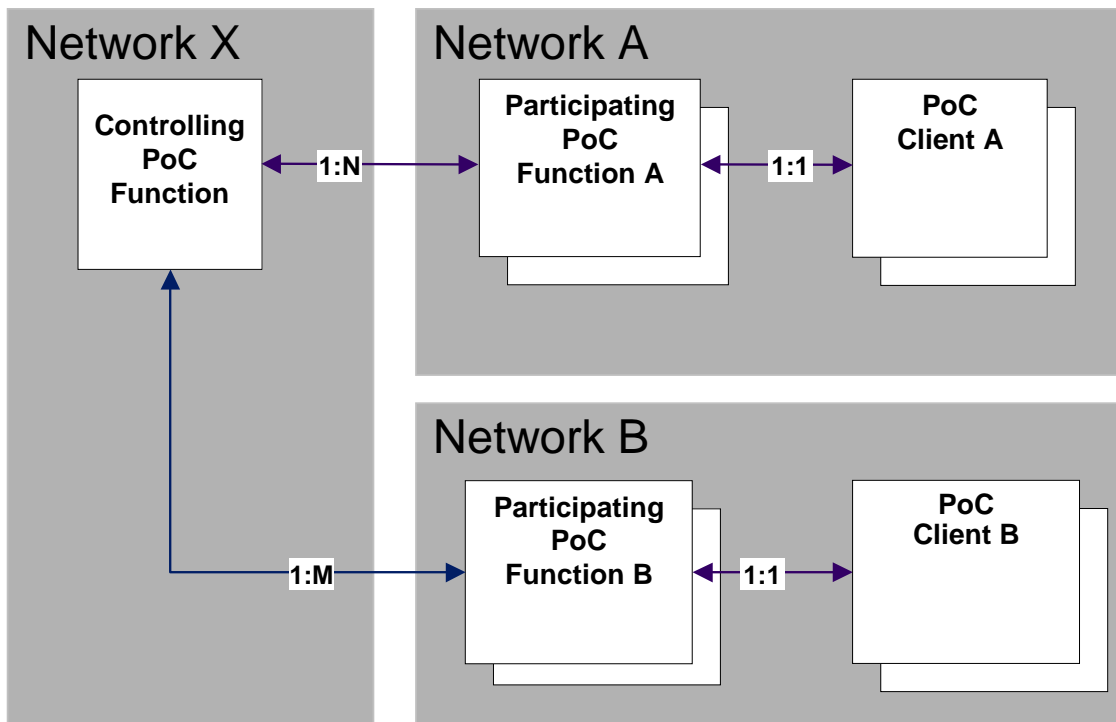 Network X
Controlling
PoC
Function
1:N
Network A
Participating
PoC
Function A
1:1
PoC
Client A
1:M
Network B
Participating
PoC
Function B
1:1
PoC
Client B